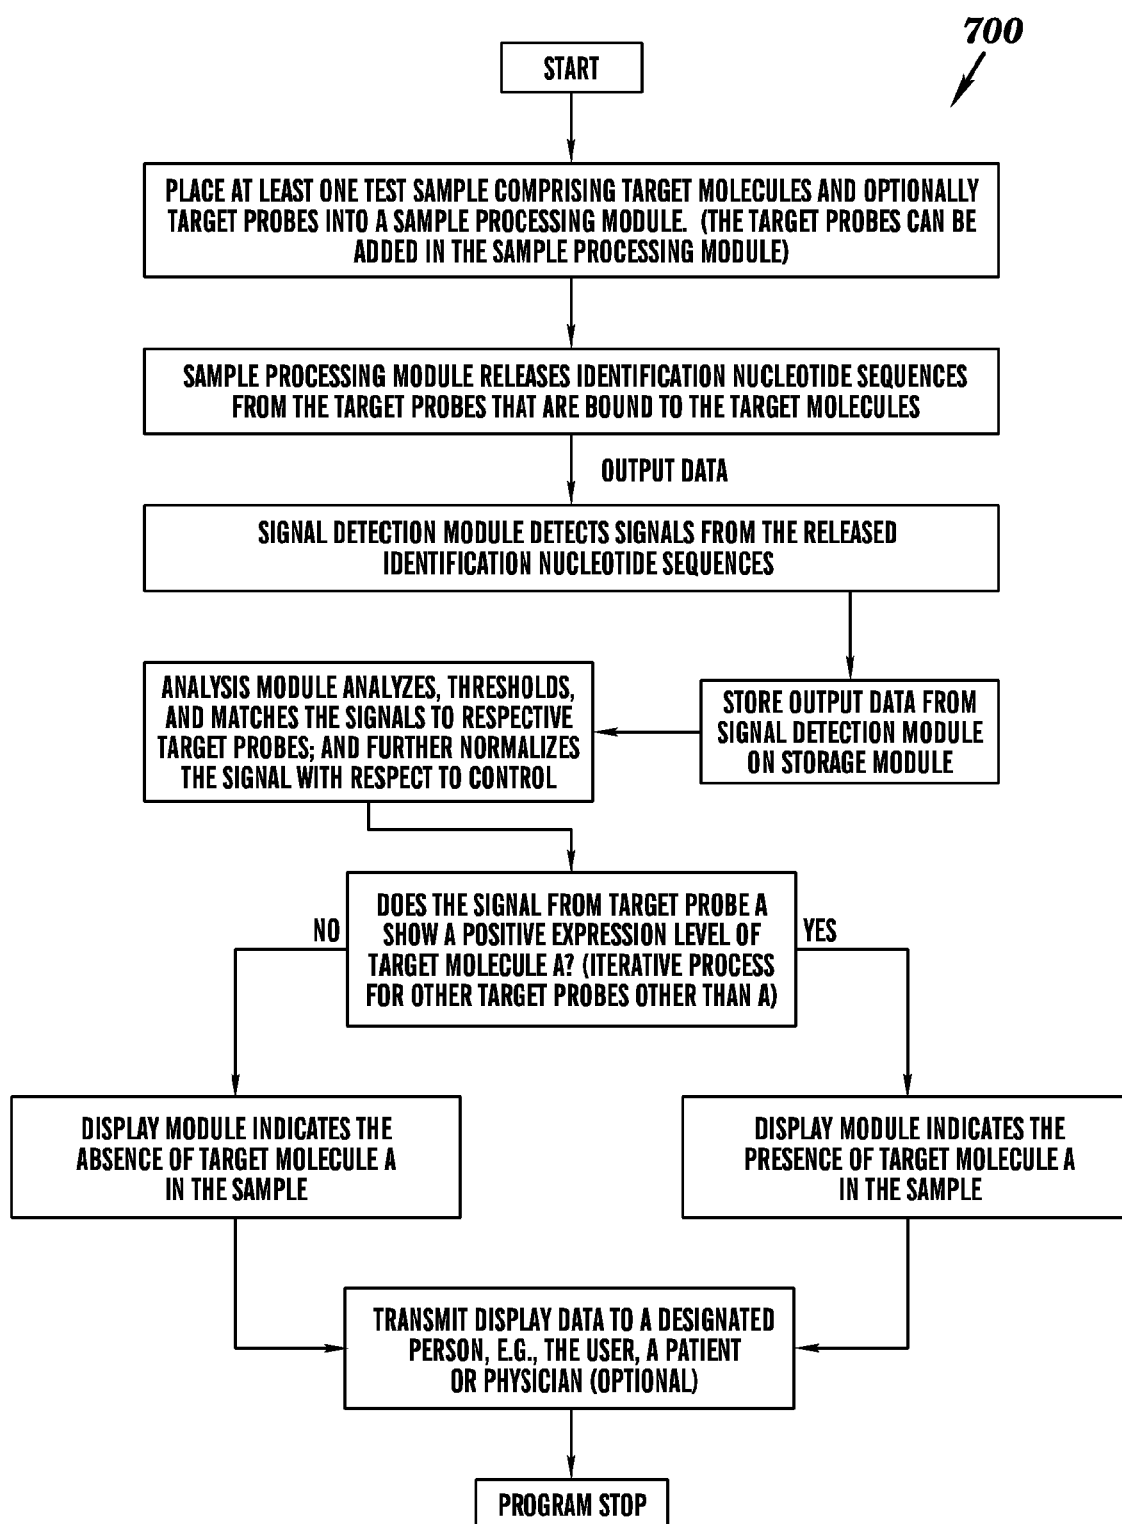 700
START
PLACE AT LEAST ONE TEST SAMPLE COMPRISING TARGET MOLECULES AND OPTIONALLY
TARGET PROBES INTO A SAMPLE PROCESSING MODULE. (THE TARGET PROBES CAN BE
ADDED IN THE SAMPLE PROCESSING MODULE)
SAMPLE PROCESSING MODULE RELEASES IDENTIFICATION NUCLEOTIDE SEQUENCES
FROM THE TARGET PROBES THAT ARE BOUND TO THE TARGET MOLECULES
OUTPUT DATA
SIGNAL DETECTION MODULE DETECTS SIGNALS FROM THE RELEASED
IDENTIFICATION NUCLEOTIDE SEQUENCES
STORE OUTPUT DATA FROM
SIGNAL DETECTION MODULE
ON STORAGE MODULE
ANALYSIS MODULE ANALYZES, THRESHOLDS,
AND MATCHES THE SIGNALS TO RESPECTIVE
TARGET PROBES; AND FURTHER NORMALIZES
THE SIGNAL WITH RESPECT TO CONTROL
DOES THE SIGNAL FROM TARGET PROBE A
SHOW A POSITIVE EXPRESSION LEVEL OF
TARGET MOLECULE A? (ITERATIVE PROCESS
FOR OTHER TARGET PROBES OTHER THAN A)
NO
YES
DISPLAY MODULE INDICATES THE
ABSENCE OF TARGET MOLECULE A
IN THE SAMPLE
DISPLAY MODULE INDICATES THE
PRESENCE OF TARGET MOLECULE A
IN THE SAMPLE
TRANSMIT DISPLAY DATA TO A DESIGNATED
PERSON, E.G., THE USER, A PATIENT
OR PHYSICIAN (OPTIONAL)
PROGRAM STOP